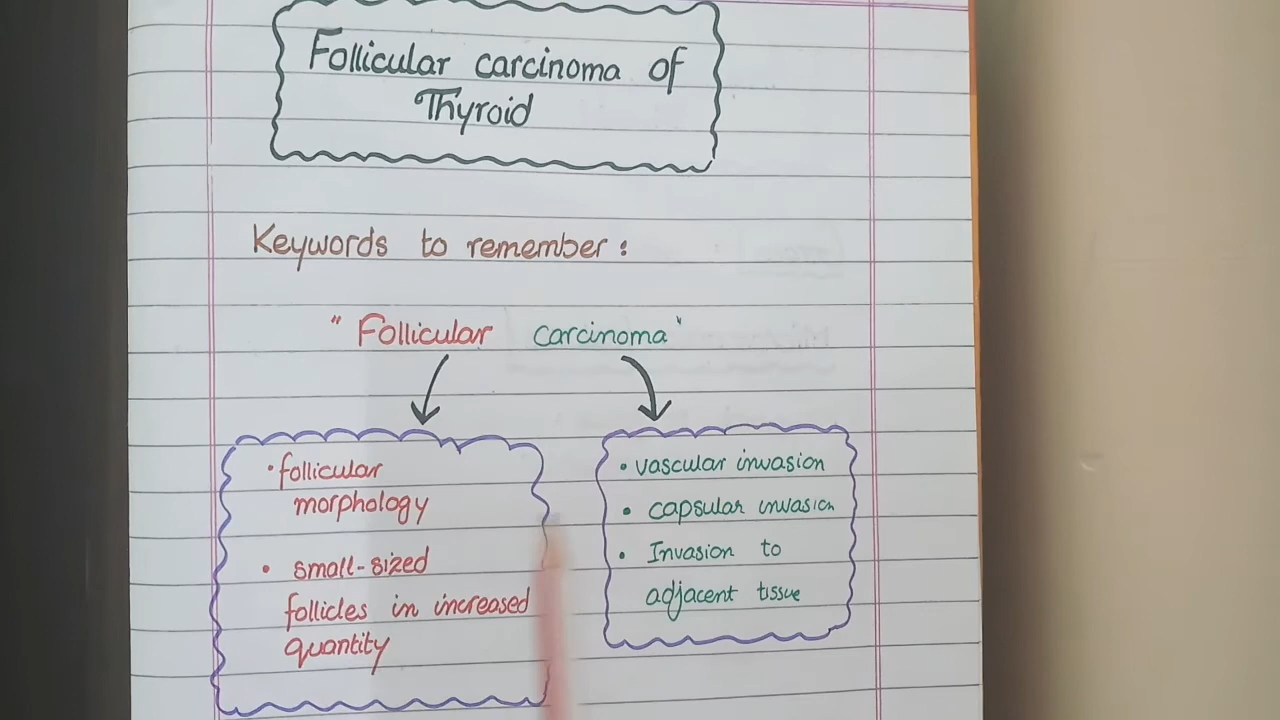 Follicular carcinoma of
Thyroid
Keywords to remember :
" Follicular carcinoma "
• follicular
morphology
• small-sized
follicles in increased
quantity
• vascular invasion
• capsular invasion
• Invasion to
adjacent tissue